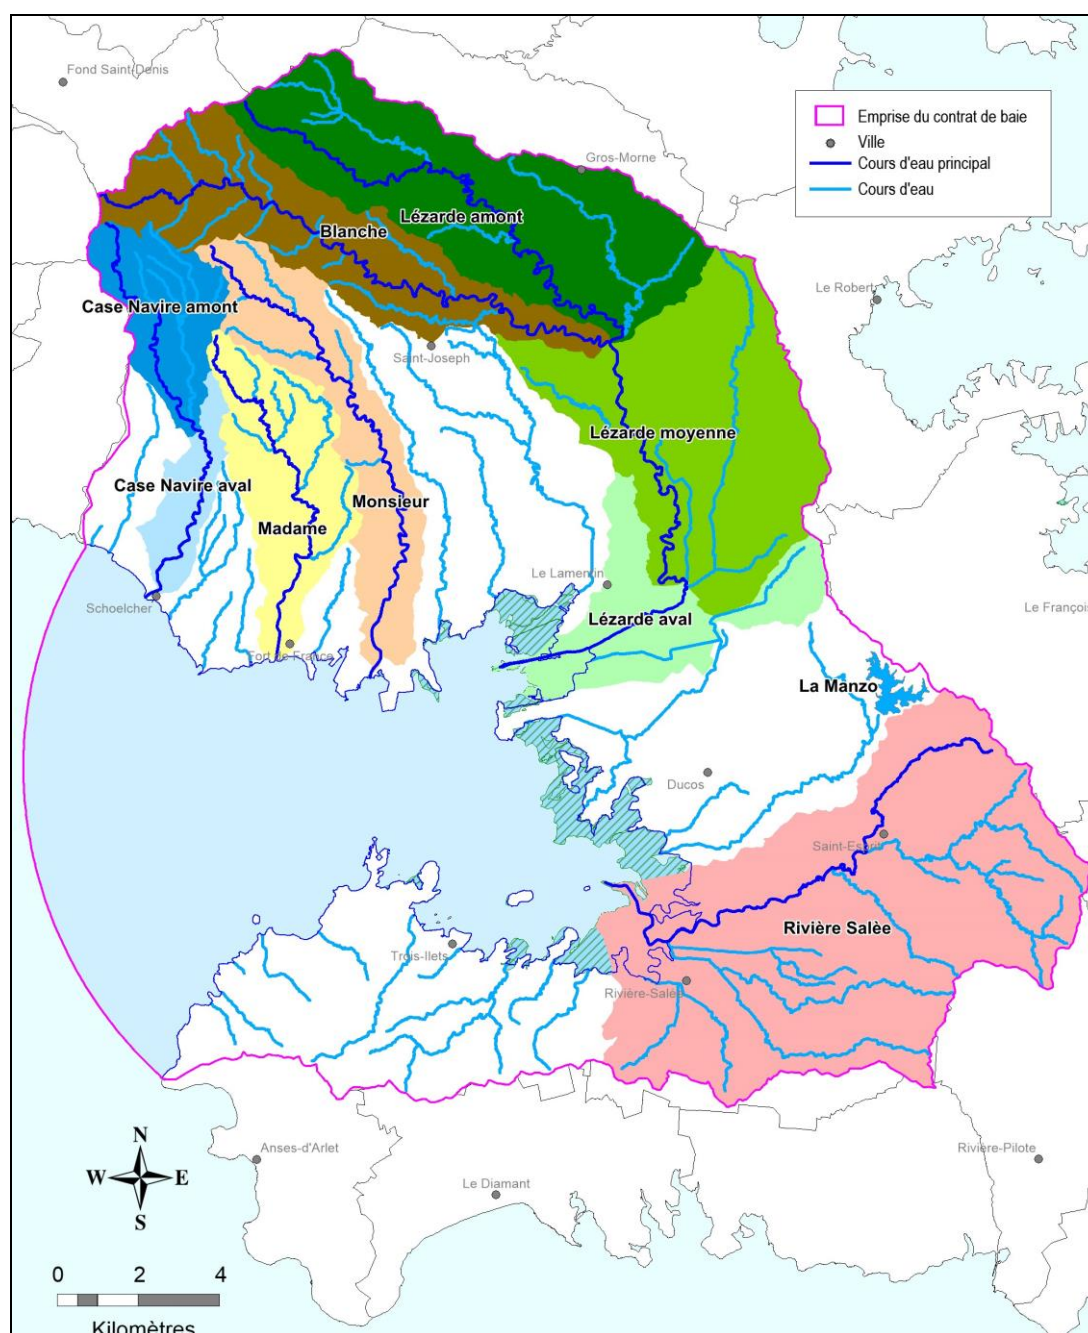 Fond Saint-Denis
Emprise du contrat de baie
Ville
Cours d'eau principal
Cours d'eau
Gros-Morne
Lézarde amont
Blanche
Le Robert
Case Navire amont
Saint-Joseph
Lézarde moyenne
Case Navire aval
Monsieur
Madame
Le Lamentin
Schoelcher
Le François
Lézarde aval
Fort de France
La Manzo
Ducos
Saint-Esprit
Rivière Salèe
Trois-Ilets
Rivière-Salée
N
W
E
S
Anses-d'Arlet
Rivière-Pilote
Le Diamant
0 2 4
Kilomètres